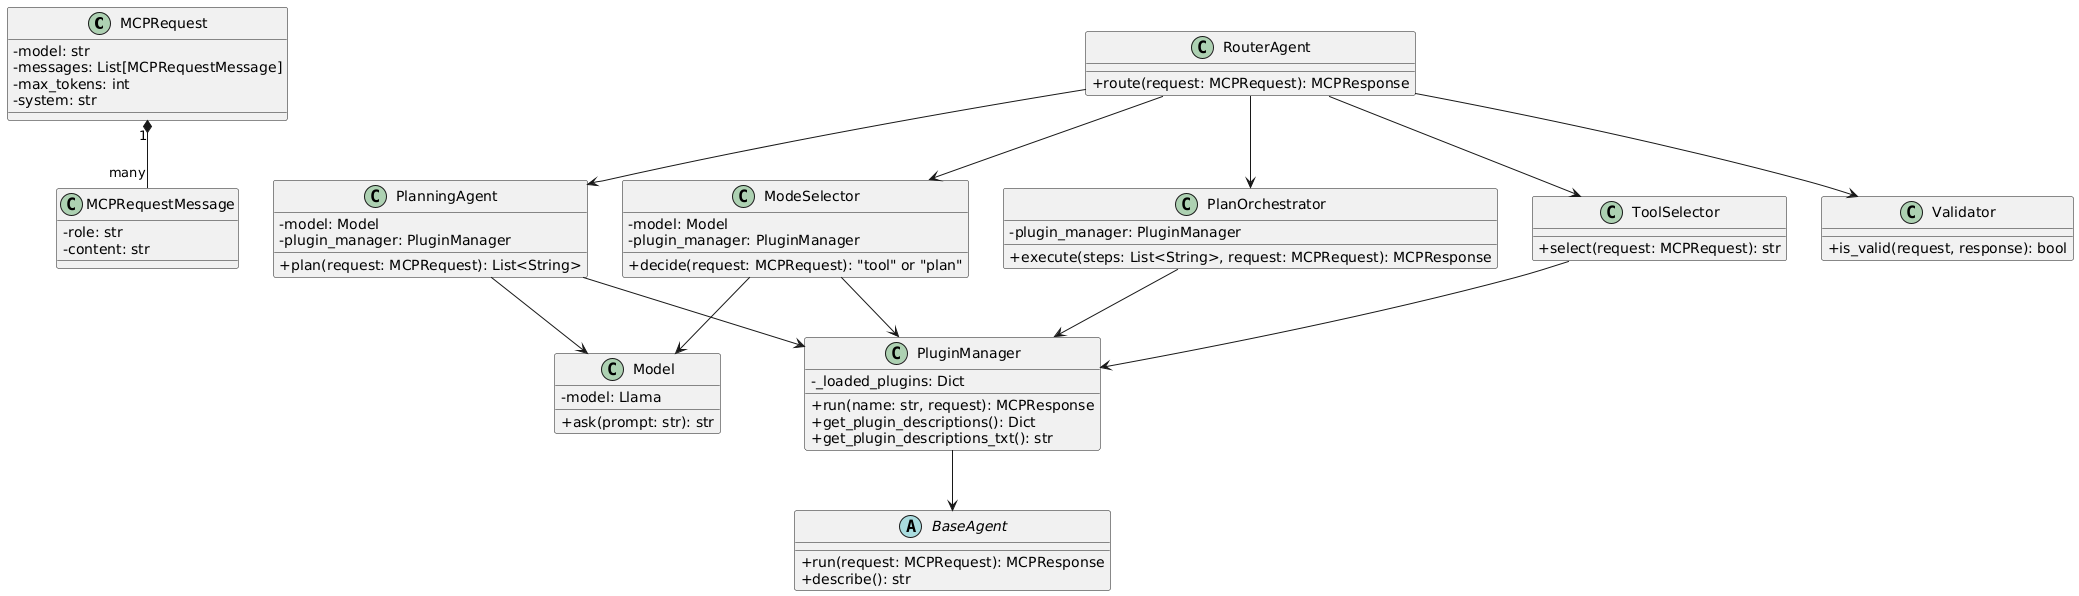 C MCPRequest
-model: str
-messages: List[MCPRequestMessage]
-max_tokens: int
-system: str
1
many
C MCPRequestMessage
-role: str
-content: str
C RouterAgent
+route(request: MCPRequest): MCPResponse
C PlanningAgent
-model: Model
-plugin_manager: PluginManager
+plan(request: MCPRequest): List<String>
C ModeSelector
-model: Model
-plugin_manager: PluginManager
+decide(request: MCPRequest): "tool" or "plan"
C PlanOrchestrator
-plugin_manager: PluginManager
+execute(steps: List<String>, request: MCPRequest): MCPResponse
C ToolSelector
+select(request: MCPRequest): str
C Validator
+is_valid(request, response): bool
C Model
-model: Llama
+ask(prompt: str): str
C PluginManager
-_loaded_plugins: Dict
+run(name: str, request): MCPResponse
+get_plugin_descriptions(): Dict
+get_plugin_descriptions_txt(): str
A BaseAgent
+run(request: MCPRequest): MCPResponse
+describe(): str